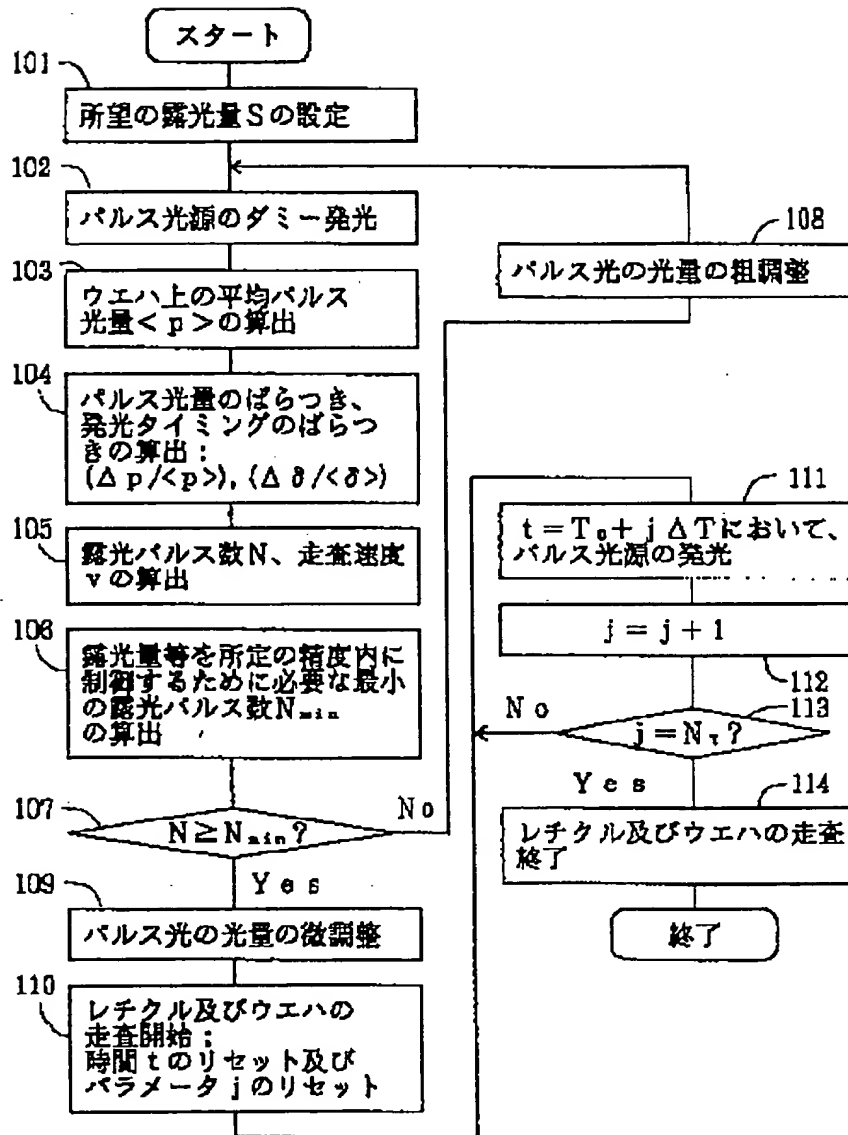 スタート
101
所望の露光量Sの設定
102
パルス光源のダミー発光
103
ウエハ上の平均パルス
光量<p>の算出
104
パルス光量のばらつき、
発光タイミングのばらつ
きの算出：
(Δp/<p>), (Δδ/<δ>)
105
露光パルス数N、走査速度
vの算出
106
露光量等を所定の精度内に
制御するために必要な最小
の露光パルス数Nmin
の算出
107
N≧Nmin?
No
Yes
108
パルス光の光量の粗調整
109
パルス光の光量の微調整
110
レチクル及びウエハの
走査開始；
時間tのリセット及び
パラメータjのリセット
111
t＝T₀＋jΔTにおいて、
パルス光源の発光
j＝j＋1
112
113
No
j＝Nτ?
Yes
114
レチクル及びウエハの走査
終了
終了